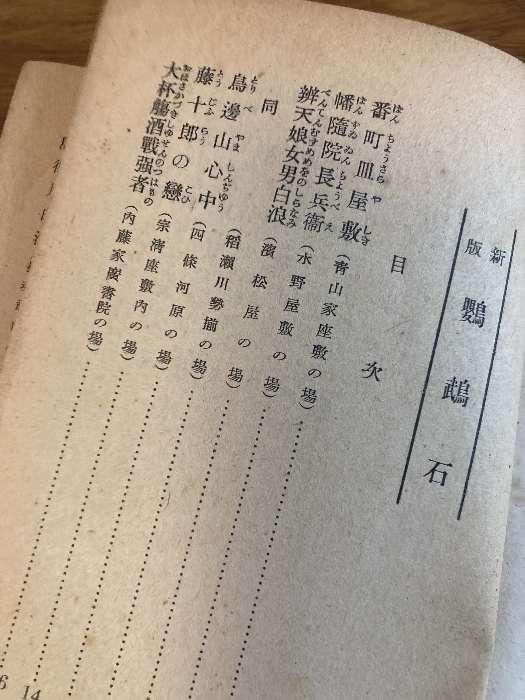 新版 鸚鵡石
目次
番町皿屋敷（青山家座敷の場）
幡隨院長兵衞（水野屋敷の場）
辨天娘女男白浪（濱松屋の場）
同（稻瀬川勢揃の場）
鳥邊山心中（四條河原の場）
藤十郎の戀（宗淸座敷內の場）
大杯觴酒戰强者（內藤家膝書院の場）
14
6